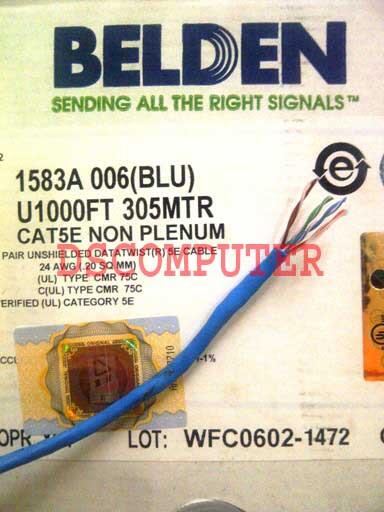 BELDEN
SENDING ALL THE RIGHT SIGNALS™
1583A 006(BLU)
U1000FT 305MTR
CAT5E NON PLENUM
DSCOMPUTER
PAIR UNSHIELDED DATATWIST(R) 5E CABLE
24 AWG (.20 SQ MM)
(UL) TYPE CMR 75C
C(UL) TYPE CMR 75C
ERIFIED (UL) CATEGORY 5E
-1%
LOT: WFC0602-1472